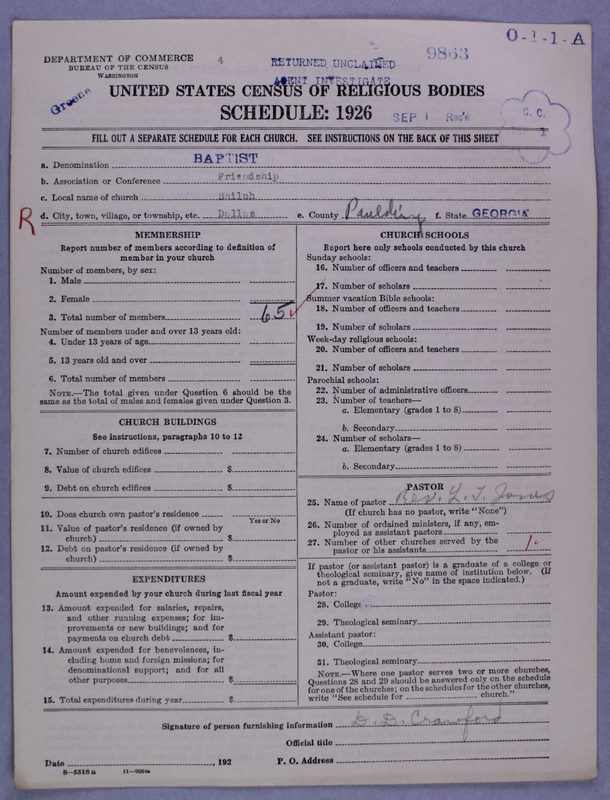 O-1-1-A
DEPARTMENT OF COMMERCE 4 RETURNED UNCLAIMED 9863
BUREAU OF THE CENSUS
WASHINGTON
AGENT INVESTIGATE
Greene
UNITED STATES CENSUS OF RELIGIOUS BODIES
SCHEDULE: 1926 SEP 1 Rec'd
C. C.
1
FILL OUT A SEPARATE SCHEDULE FOR EACH CHURCH. SEE INSTRUCTIONS ON THE BACK OF THIS SHEET
a. Denomination BAPTIST
b. Association or Conference Friendship
c. Local name of church Shiloh
R d. City, town, village, or township, etc. Dallas e. County Paulding f. State GEORGIA
MEMBERSHIP
Report number of members according to definition of
member in your church
Number of members, by sex:
1. Male
2. Female
3. Total number of members 65 ✓
Number of members under and over 13 years old:
4. Under 13 years of age
5. 13 years old and over
6. Total number of members
NOTE.—The total given under Question 6 should be the
same as the total of males and females given under Question 3.
CHURCH BUILDINGS
See instructions, paragraphs 10 to 12
7. Number of church edifices
8. Value of church edifices $
9. Debt on church edifices $
10. Does church own pastor's residence
Yes or No
11. Value of pastor's residence (if owned by
church) $
12. Debt on pastor's residence (if owned by
church) $
EXPENDITURES
Amount expended by your church during last fiscal year
13. Amount expended for salaries, repairs,
and other running expenses; for im-
provements or new buildings; and for
payments on church debt $
14. Amount expended for benevolences, in-
cluding home and foreign missions; for
denominational support; and for all
other purposes $
15. Total expenditures during year $
CHURCH SCHOOLS
Report here only schools conducted by this church
Sunday schools:
16. Number of officers and teachers
17. Number of scholars
Summer vacation Bible schools:
18. Number of officers and teachers
19. Number of scholars
Week-day religious schools:
20. Number of officers and teachers
21. Number of scholars
Parochial schools:
22. Number of administrative officers
23. Number of teachers—
a. Elementary (grades 1 to 8)
b. Secondary
24. Number of scholars—
a. Elementary (grades 1 to 8)
b. Secondary
PASTOR
25. Name of pastor Rev. L. T. Jones
(If church has no pastor, write "None")
26. Number of ordained ministers, if any, em-
ployed as assistant pastors
27. Number of other churches served by the
pastor or his assistants 1 ✓
If pastor (or assistant pastor) is a graduate of a college or
theological seminary, give name of institution below. (If
not a graduate, write "No" in the space indicated.)
Pastor:
28. College
29. Theological seminary
Assistant pastor:
30. College
31. Theological seminary
NOTE.—Where one pastor serves two or more churches,
Questions 28 and 29 should be answered only on the schedule
for one of the churches; on the schedules for the other churches,
write "See schedule for church."
Signature of person furnishing information D. D. Crawford
Official title
Date , 192 P. O. Address
8—5518 a 11—9054a